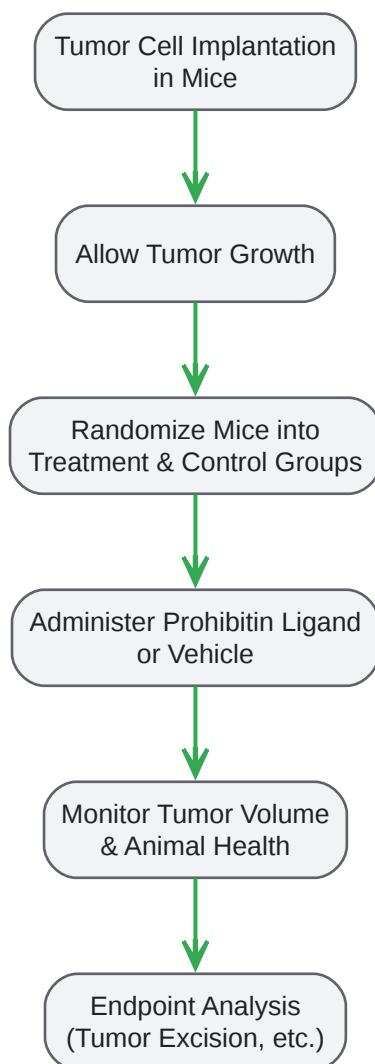 Tumor Cell Implantation
in Mice
Allow Tumor Growth
Randomize Mice into
Treatment & Control Groups
Administer Prohibitin Ligand
or Vehicle
Monitor Tumor Volume
& Animal Health
Endpoint Analysis
(Tumor Excision, etc.)